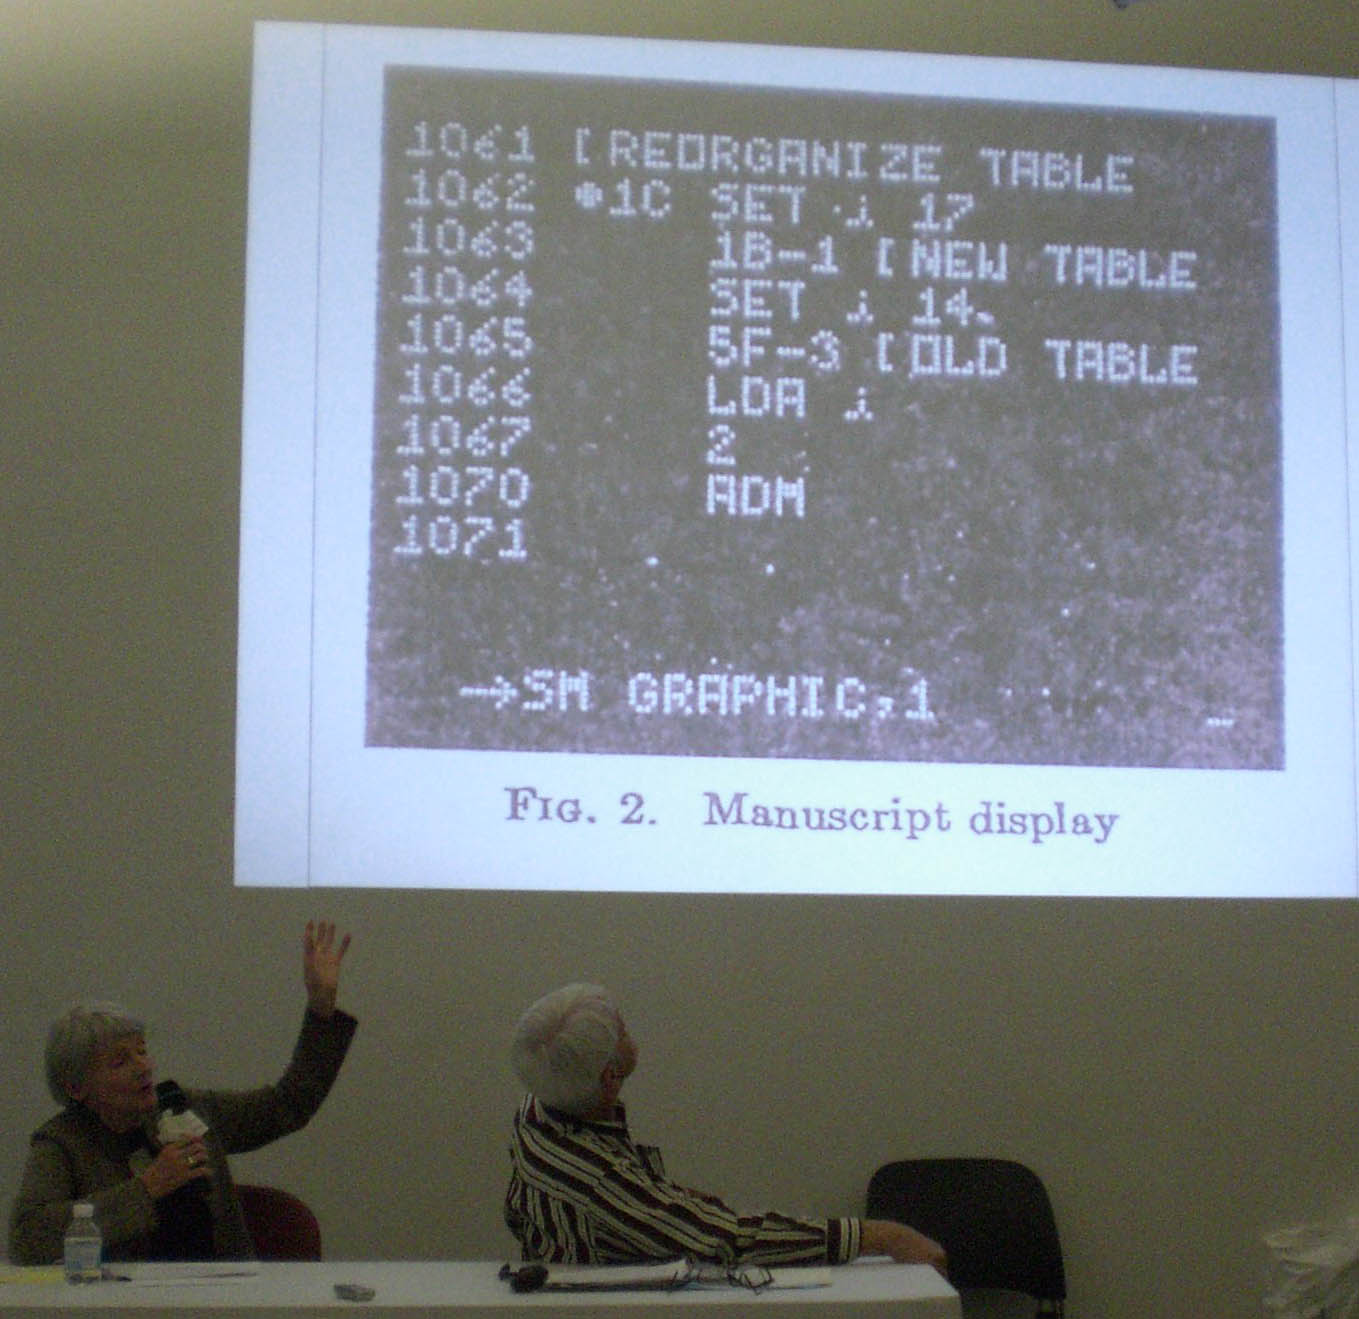 1061 [REORGANIZE TABLE
1062 #1C SET i 17
1063 1B-1 [NEW TABLE
1064 SET i 14
1065 5F-3 [OLD TABLE
1066 LDA i
1067 2
1070 ADM
1071
→SM GRAPHIC,1
FIG. 2. Manuscript display